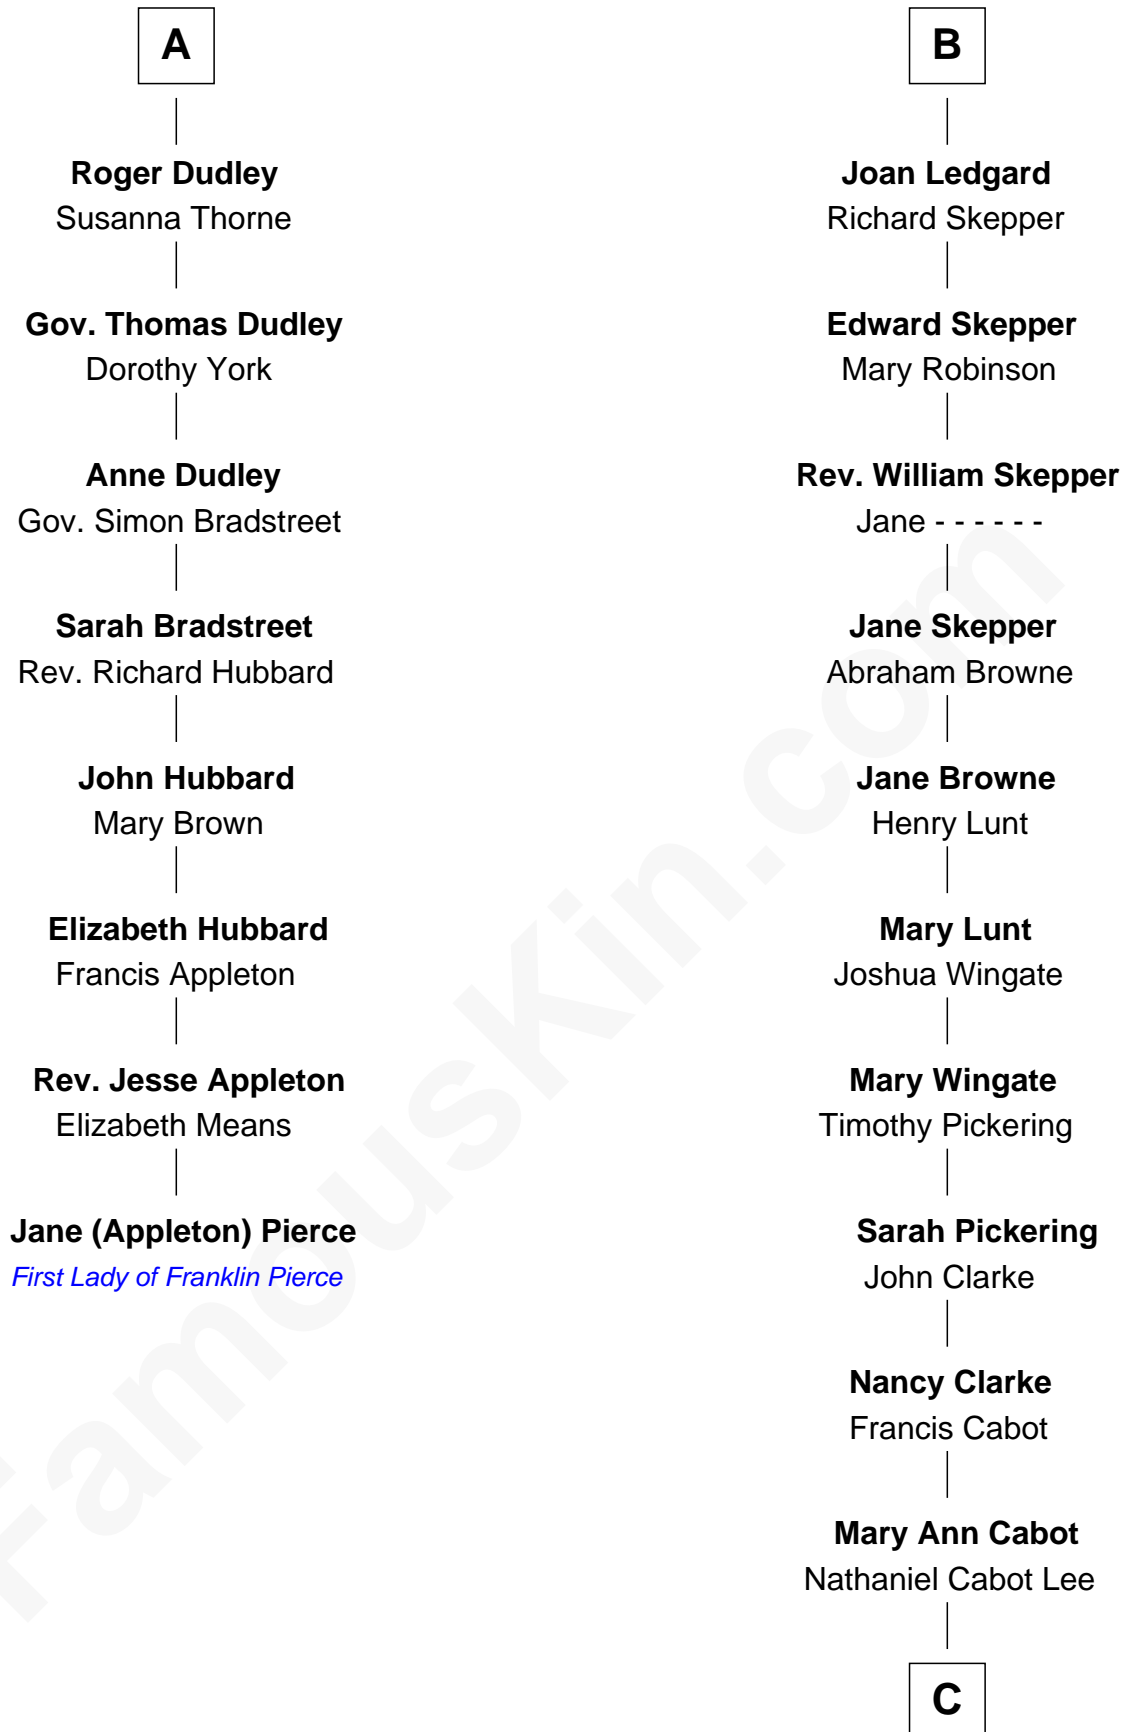 A
Roger Dudley
Susanna Thorne
Gov. Thomas Dudley
Dorothy York
Anne Dudley
Gov. Simon Bradstreet
Sarah Bradstreet
Rev. Richard Hubbard
John Hubbard
Mary Brown
Elizabeth Hubbard
Francis Appleton
Rev. Jesse Appleton
Elizabeth Means
Jane (Appleton) Pierce
First Lady of Franklin Pierce
B
Joan Ledgard
Richard Skepper
Edward Skepper
Mary Robinson
Rev. William Skepper
Jane - - - - - -
Jane Skepper
Abraham Browne
Jane Browne
Henry Lunt
Mary Lunt
Joshua Wingate
Mary Wingate
Timothy Pickering
Sarah Pickering
John Clarke
Nancy Clarke
Francis Cabot
Mary Ann Cabot
Nathaniel Cabot Lee
C
FamousKin.com